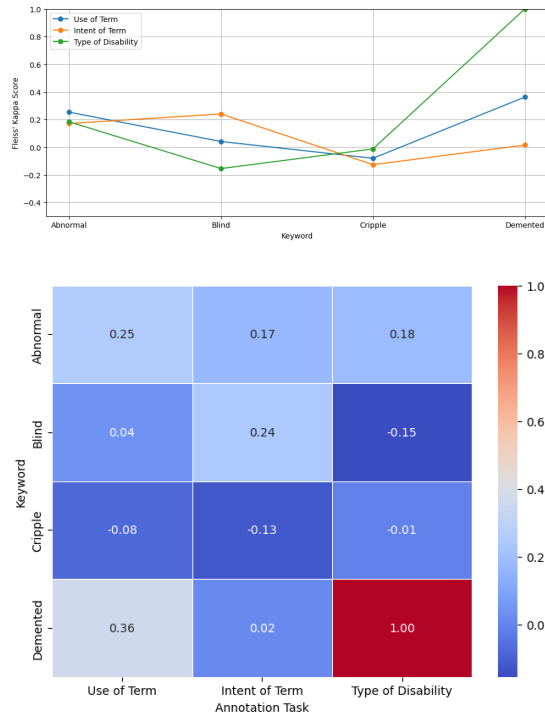 1.0
0.8
0.6
0.4
0.2
0.0
−0.2
−0.4
Fleiss' Kappa Score
Use of Term
Intent of Term
Type of Disability
Abnormal Blind Cripple Demented
Keyword
Abnormal 0.25 0.17 0.18
Blind 0.04 0.24 -0.15
Cripple -0.08 -0.13 -0.01
Demented 0.36 0.02 1.00
Keyword
Use of Term Intent of Term Type of Disability
Annotation Task
1.0
0.8
0.6
0.4
0.2
0.0